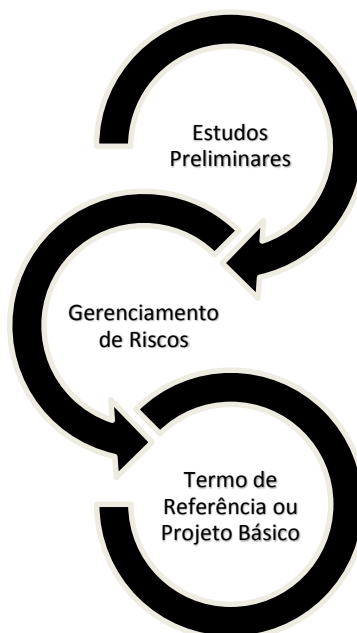 Estudos
Preliminares
Gerenciamento
de Riscos
Termo de
Referência ou
Projeto Básico